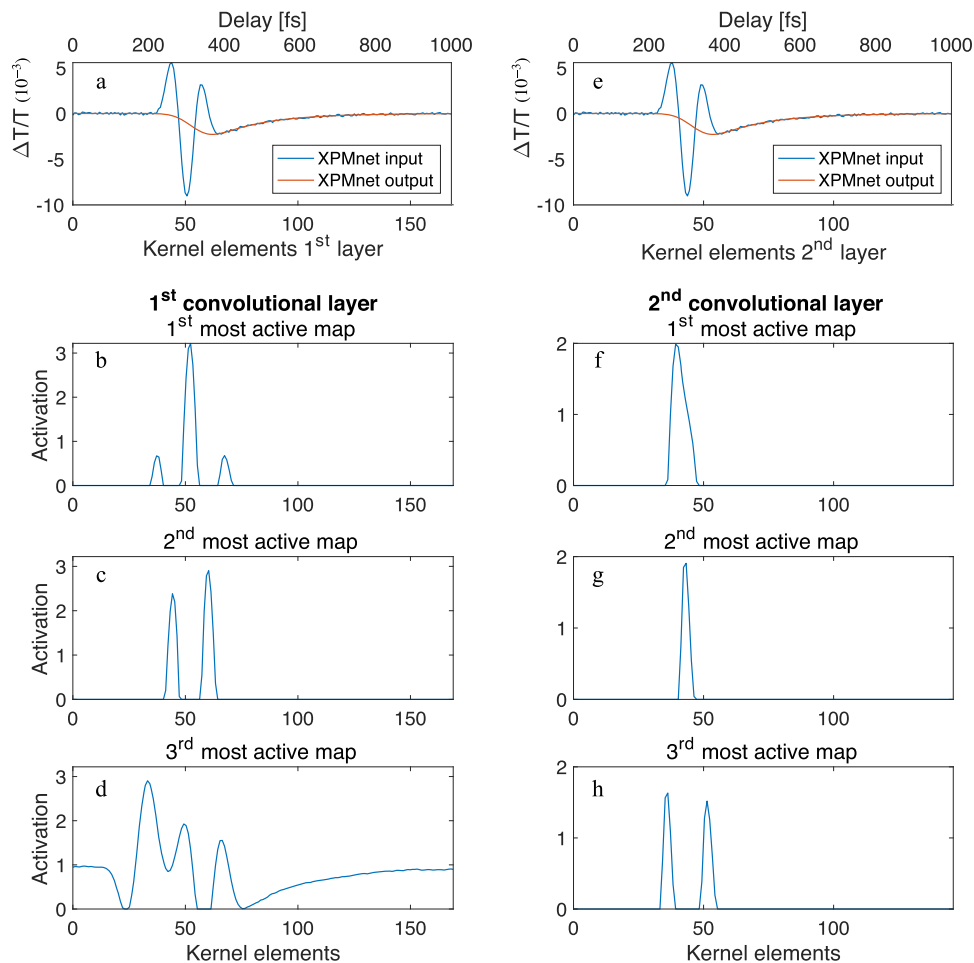 Delay [fs]
0 200 400 600 800 1000
a
5
0
-5
-10
ΔT/T (10⁻³)
XPMnet input
XPMnet output
0 50 100 150
Kernel elements 1st layer
Delay [fs]
0 200 400 600 800 1000
e
5
0
-5
-10
ΔT/T (10⁻³)
XPMnet input
XPMnet output
0 50 100
Kernel elements 2nd layer
1st convolutional layer
1st most active map
b
3
2
1
0
Activation
0 50 100 150
2nd most active map
c
3
2
1
0
Activation
0 50 100 150
3rd most active map
d
3
2
1
0
Activation
0 50 100 150
Kernel elements
2nd convolutional layer
1st most active map
f
2
1
0
0 50 100
2nd most active map
g
2
1
0
0 50 100
3rd most active map
h
2
1
0
0 50 100
Kernel elements